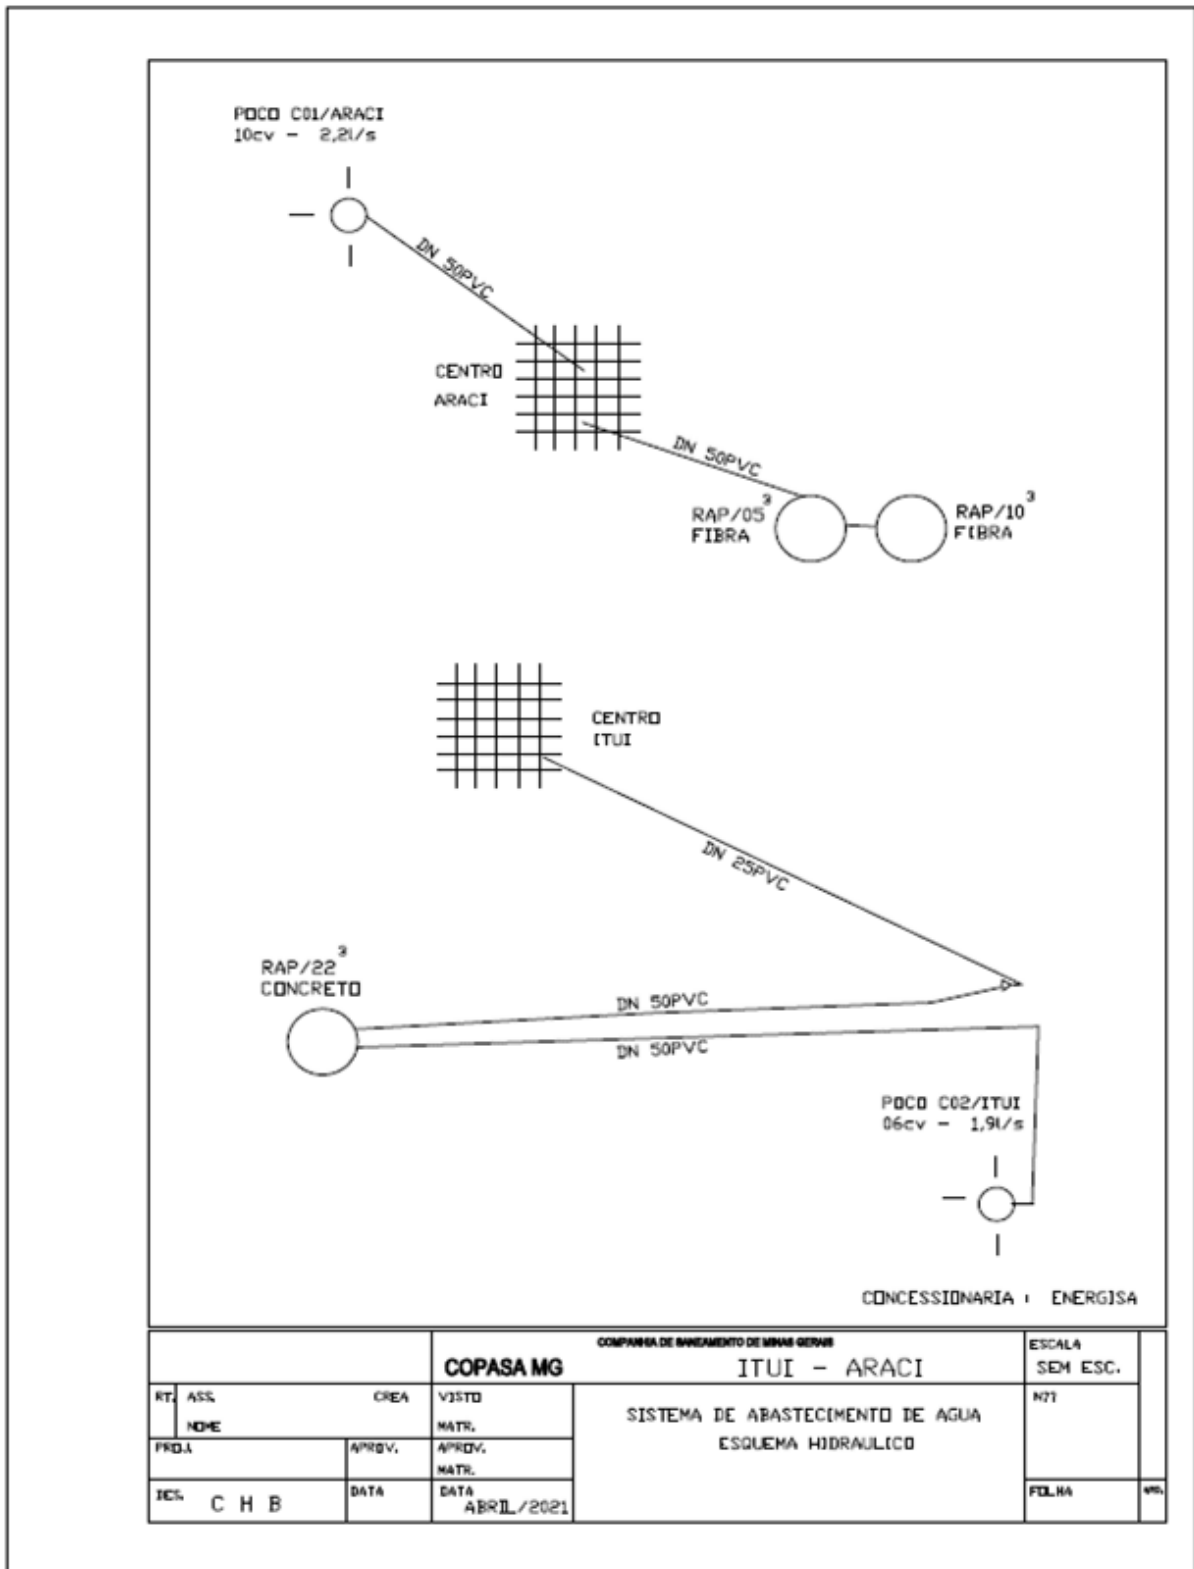 POCO C01/ARACI
10cv - 2,2l/s
DN 50PVC
CENTRO
ARACI
DN 50PVC
RAP/05³
FIBRA
RAP/10³
FIBRA
CENTRO
ITUI
DN 25PVC
RAP/22³
CONCRETO
DN 50PVC
DN 50PVC
POCO C02/ITUI
06cv - 1,9l/s
CONCESSIONARIA : ENERGISA
COMPANHIA DE SANEAMENTO DE MINAS GERAIS
COPASA MG
ITUI - ARACI
ESCALA
SEM ESC.
RT. ASS. CREA
NOME
VISTO
MATR.
SISTEMA DE ABASTECIMENTO DE AGUA
ESQUEMA HIDRAULICO
PROJ.
APROV.
APROV.
MATR.
DES. C H B
DATA
DATA
ABRIL/2021
FOLHA